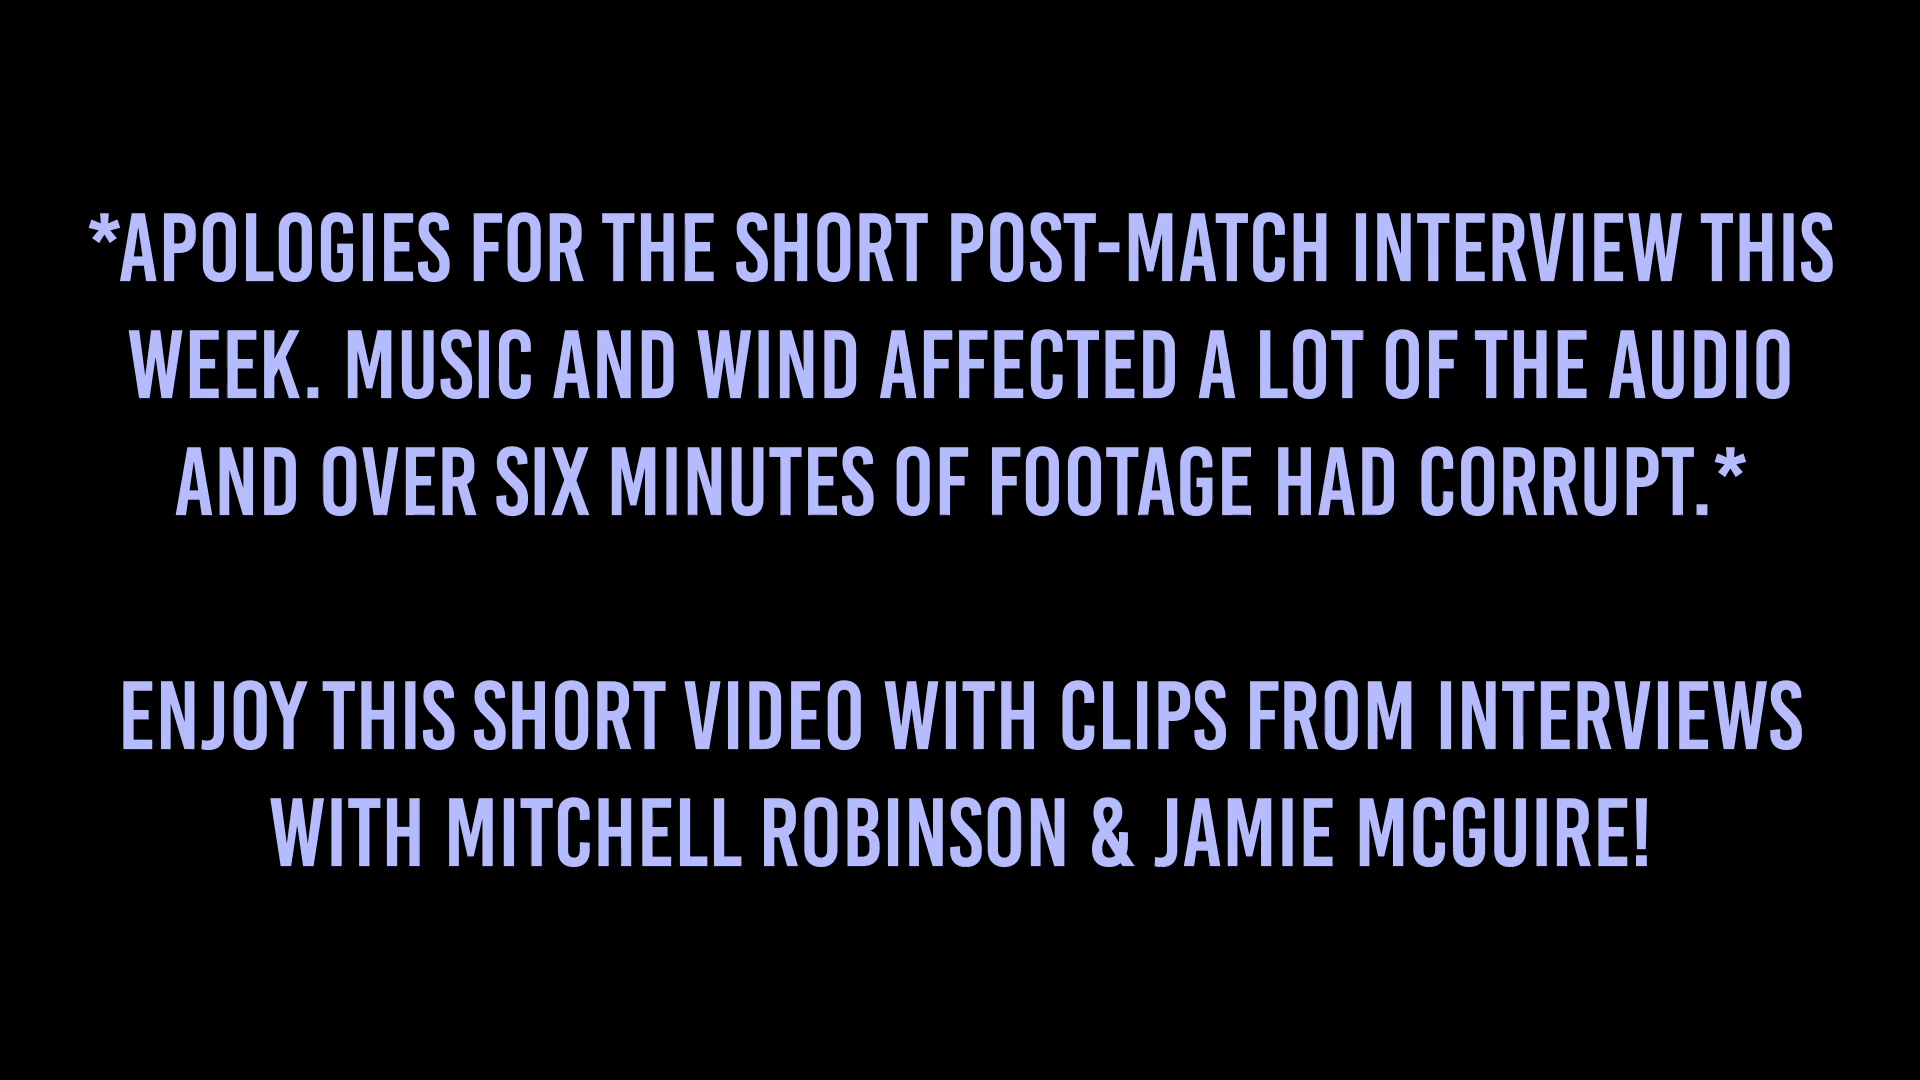 *APOLOGIES FOR THE SHORT POST-MATCH INTERVIEW THIS
WEEK. MUSIC AND WIND AFFECTED A LOT OF THE AUDIO
AND OVER SIX MINUTES OF FOOTAGE HAD CORRUPT.*
ENJOY THIS SHORT VIDEO WITH CLIPS FROM INTERVIEWS
WITH MITCHELL ROBINSON & JAMIE MCGUIRE!